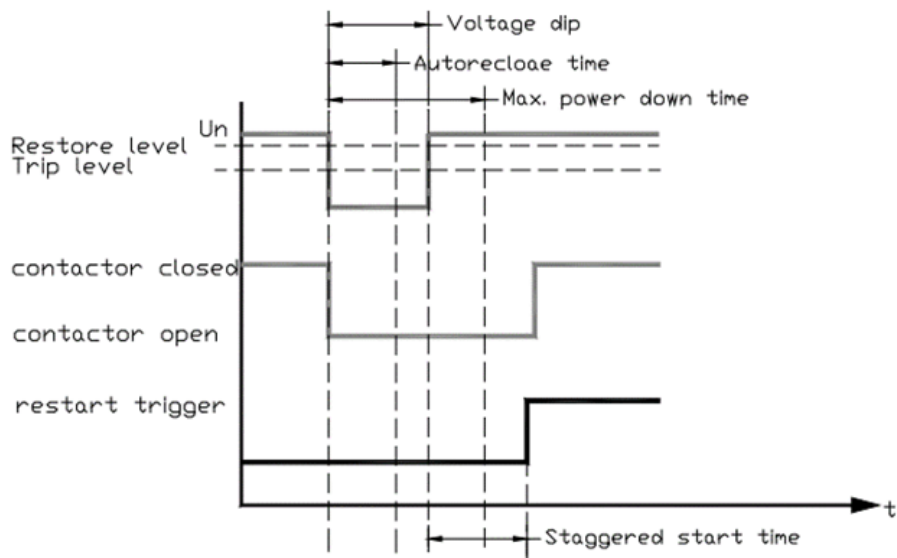 Voltage dip
Autorecloae time
Max. power down time
Un
Restore level
Trip level
contactor closed
contactor open
restart trigger
t
Staggered start time